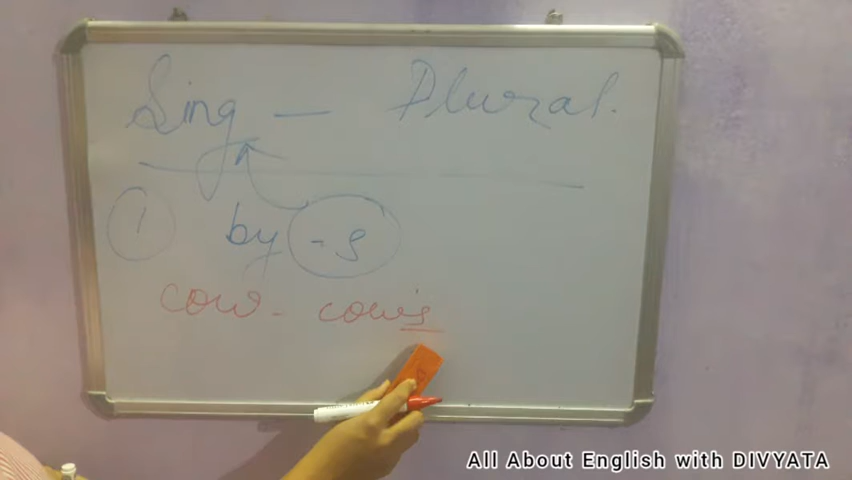 Sing — Plural.
1 by -s
cow - cows
All About English with DIVYATA